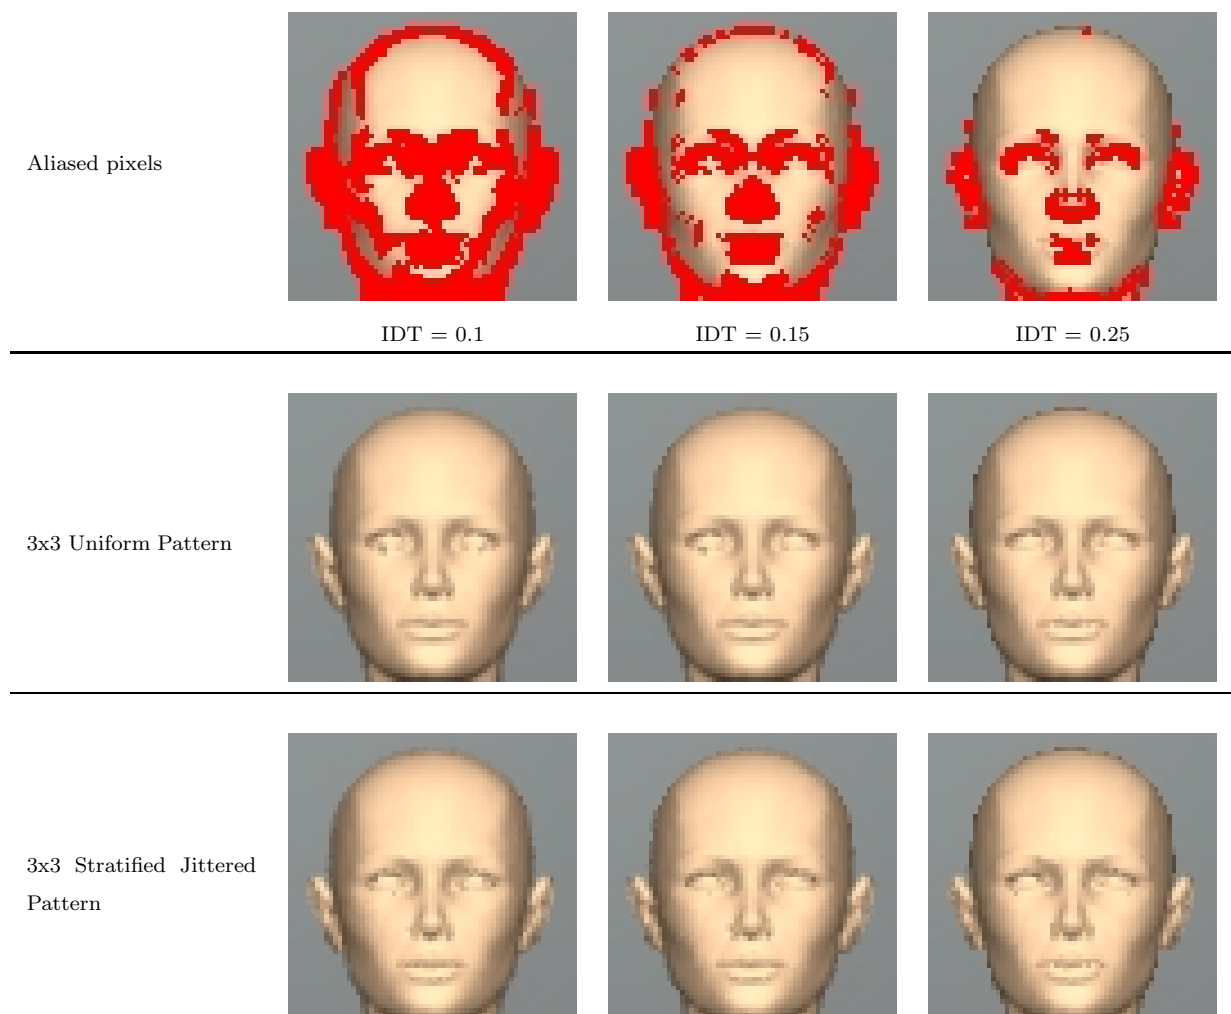 Aliased pixels
IDT = 0.1
IDT = 0.15
IDT = 0.25
3x3 Uniform Pattern
3x3 Stratified Jittered
Pattern